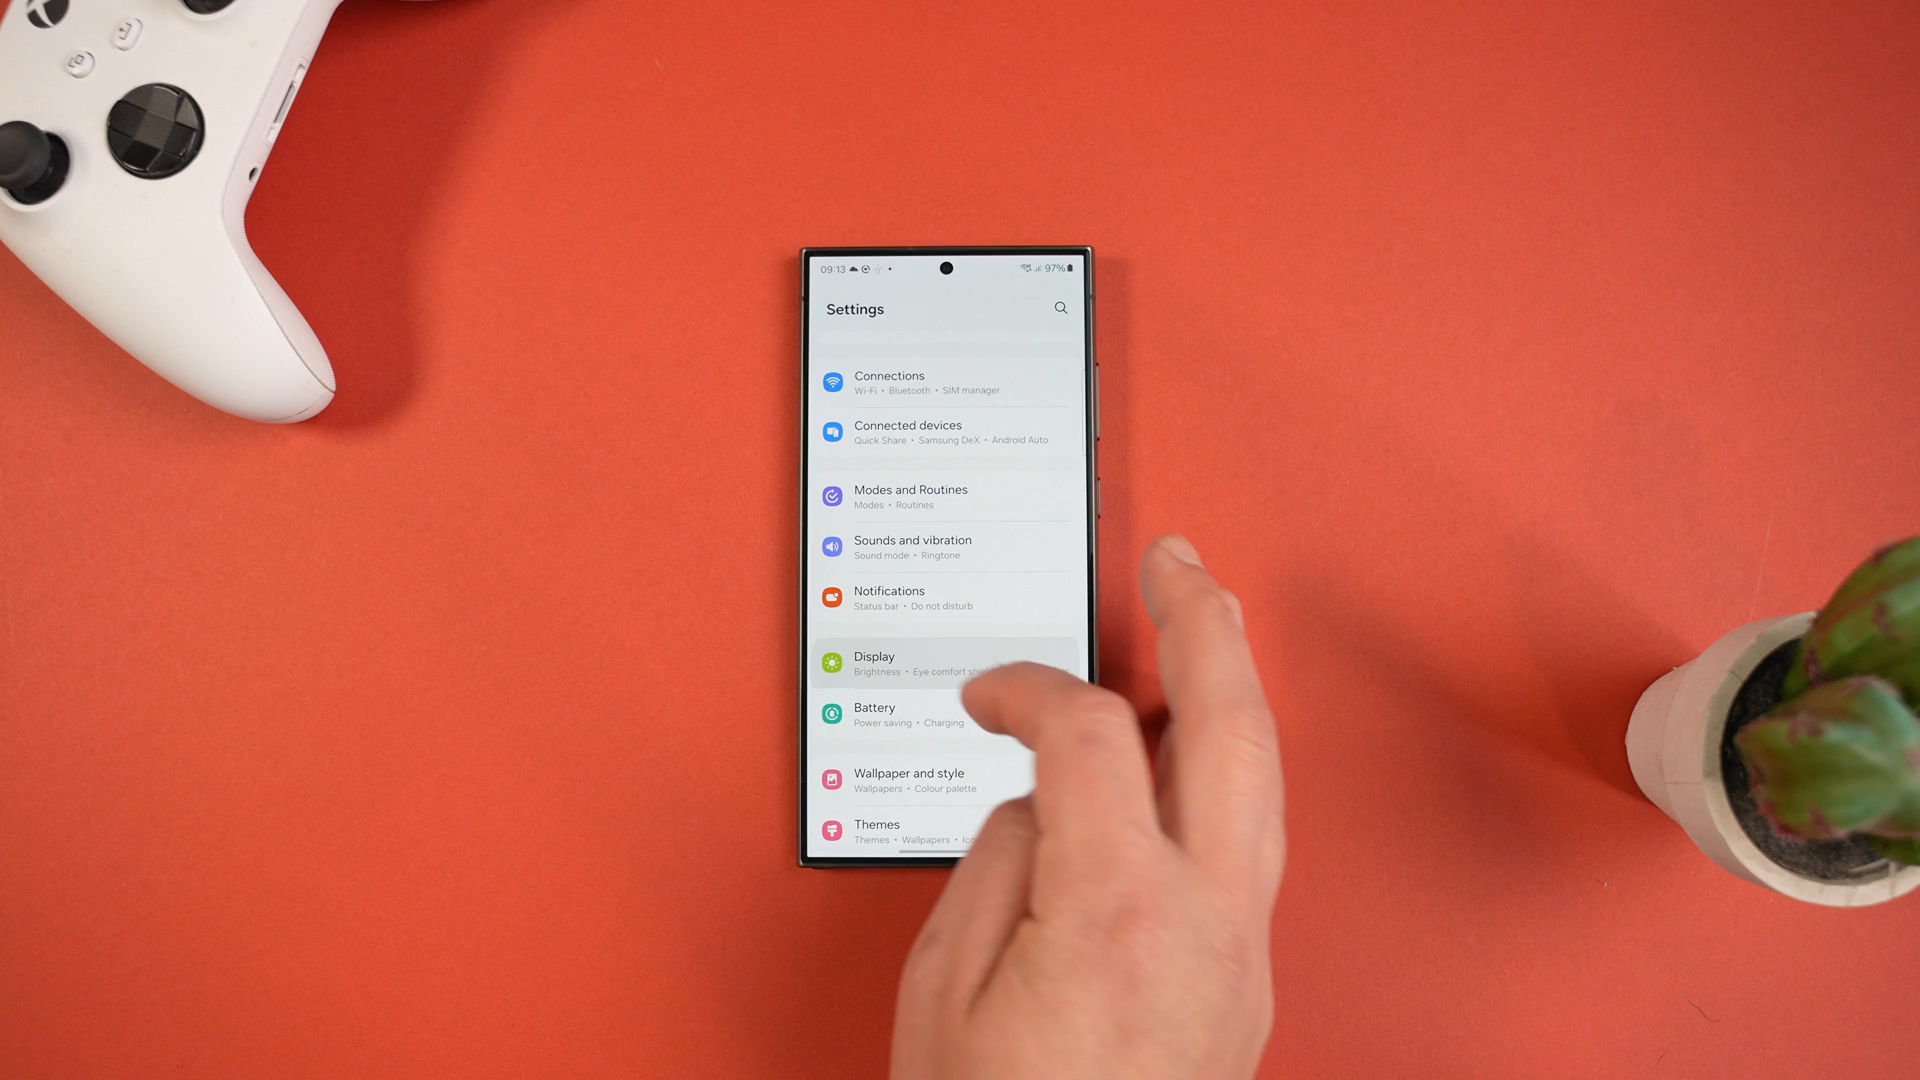 09:13 97%
Settings
Connections
Wi-Fi • Bluetooth • SIM manager
Connected devices
Quick Share • Samsung DeX • Android Auto
Modes and Routines
Modes • Routines
Sounds and vibration
Sound mode • Ringtone
Notifications
Status bar • Do not disturb
Display
Brightness • Eye comfort
Battery
Power saving • Charging
Wallpaper and style
Wallpapers • Colour palette
Themes
Themes • Wallpapers •